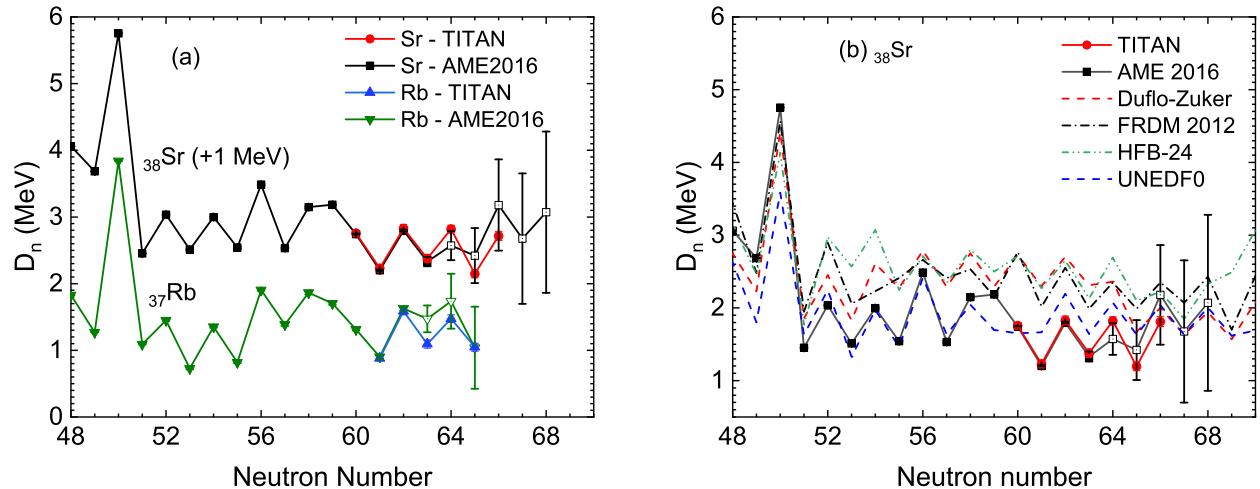 (a)
Sr - TITAN
Sr - AME2016
Rb - TITAN
Rb - AME2016
38Sr (+1 MeV)
37Rb
Dn (MeV)
6
5
4
3
2
1
0
48 52 56 60 64 68
Neutron Number
(b) 38Sr
TITAN
AME 2016
Duflo-Zuker
FRDM 2012
HFB-24
UNEDF0
Dn (MeV)
6
5
4
3
2
1
48 52 56 60 64 68
Neutron number